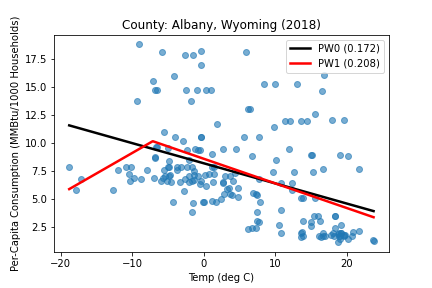 County: Albany, Wyoming (2018)
PW0 (0.172)
PW1 (0.208)
Per-Capita Consumption (MMBtu/1000 Households)
17.5
15.0
12.5
10.0
7.5
5.0
2.5
−20
−10
0
10
20
Temp (deg C)